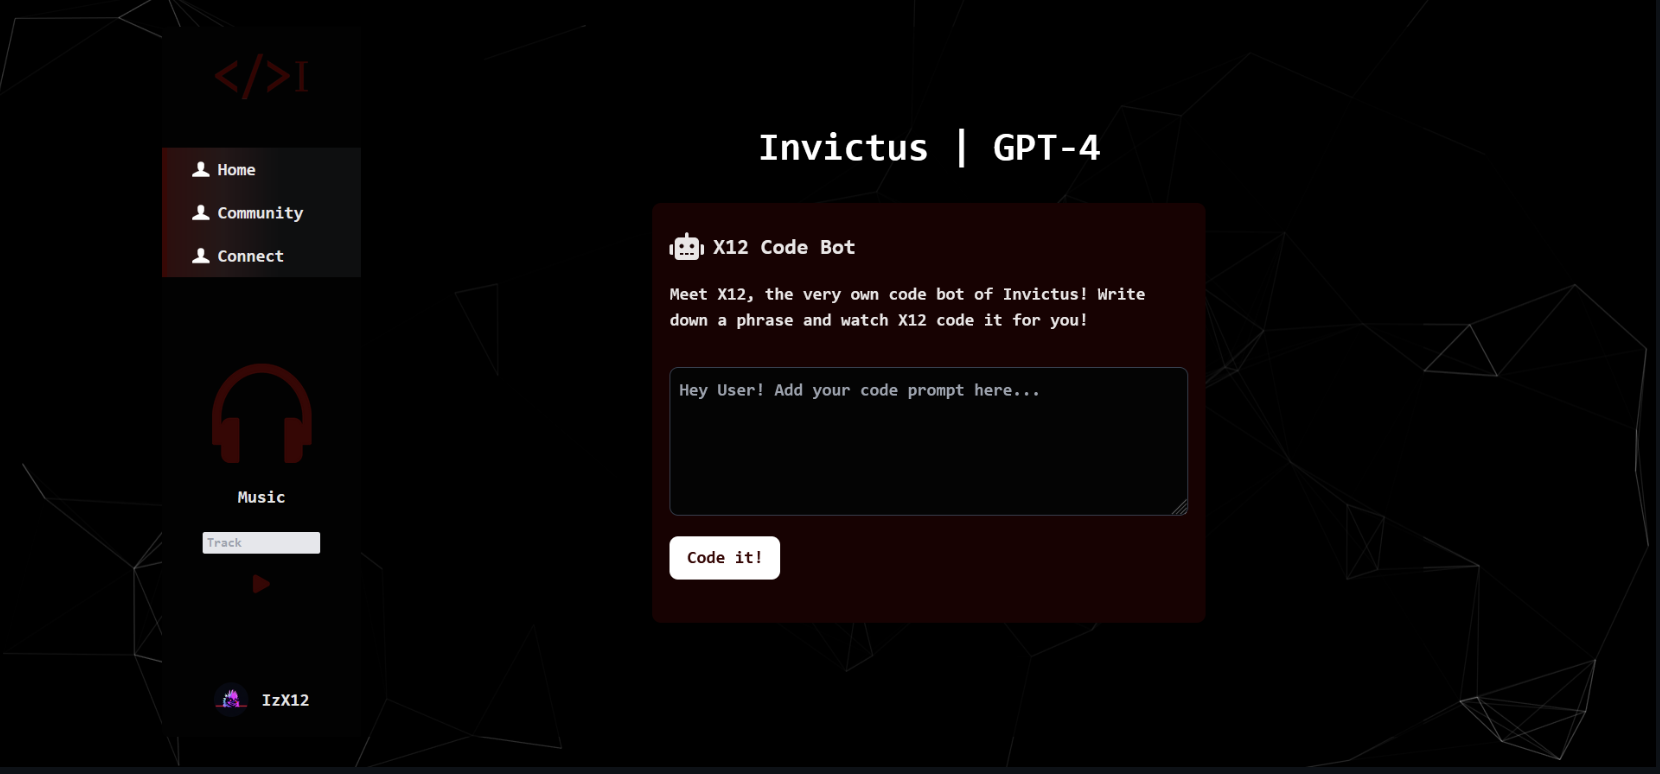 </>I
Home
Community
Connect
Music
Track
IzX12
Invictus | GPT-4
X12 Code Bot
Meet X12, the very own code bot of Invictus! Write
down a phrase and watch X12 code it for you!
Hey User! Add your code prompt here...
Code it!